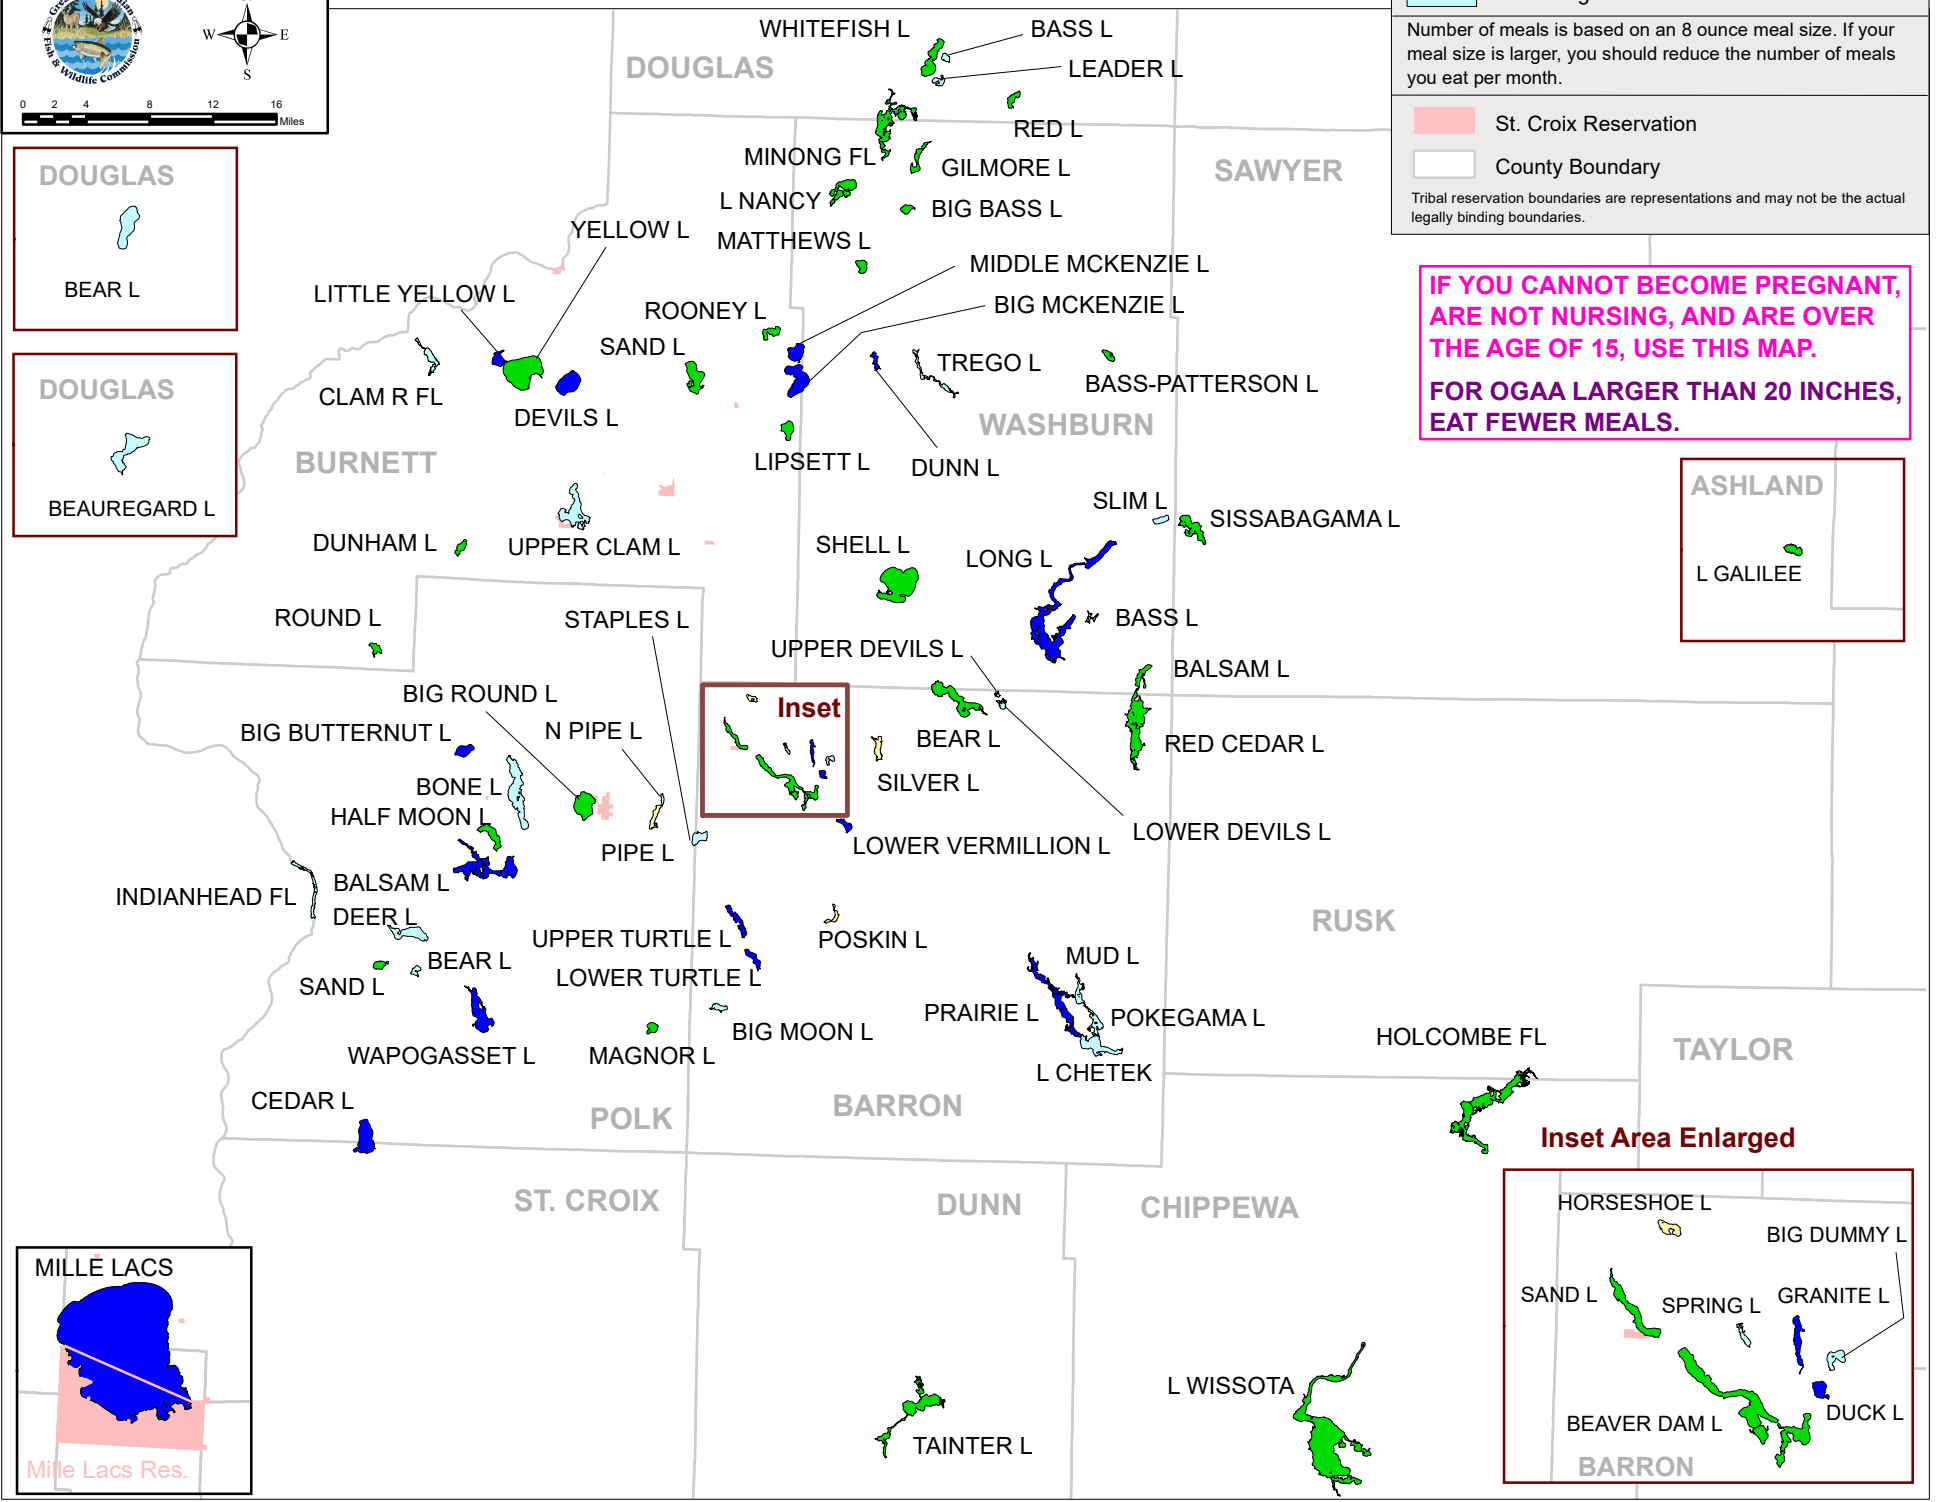 Fish & Wildlife Commission
W E
S
0 2 4 8 12 16
Miles
Number of meals is based on an 8 ounce meal size. If your
meal size is larger, you should reduce the number of meals
you eat per month.
St. Croix Reservation
County Boundary
Tribal reservation boundaries are representations and may not be the actual
legally binding boundaries.
IF YOU CANNOT BECOME PREGNANT,
ARE NOT NURSING, AND ARE OVER
THE AGE OF 15, USE THIS MAP.
FOR OGAA LARGER THAN 20 INCHES,
EAT FEWER MEALS.
WHITEFISH L
BASS L
DOUGLAS
LEADER L
RED L
MINONG FL
GILMORE L
SAWYER
DOUGLAS
BEAR L
L NANCY
BIG BASS L
YELLOW L
MATTHEWS L
MIDDLE MCKENZIE L
LITTLE YELLOW L
ROONEY L
BIG MCKENZIE L
SAND L
TREGO L
CLAM R FL
DEVILS L
BASS-PATTERSON L
DOUGLAS
BEAUREGARD L
WASHBURN
BURNETT
LIPSETT L
DUNN L
ASHLAND
L GALILEE
SLIM L
SISSABAGAMA L
DUNHAM L
UPPER CLAM L
SHELL L
LONG L
ROUND L
STAPLES L
BASS L
UPPER DEVILS L
BALSAM L
BIG ROUND L
Inset
BIG BUTTERNUT L
N PIPE L
BEAR L
RED CEDAR L
SILVER L
BONE L
HALF MOON L
PIPE L
LOWER VERMILLION L
LOWER DEVILS L
BALSAM L
INDIANHEAD FL
DEER L
RUSK
UPPER TURTLE L
POSKIN L
BEAR L
MUD L
SAND L
LOWER TURTLE L
PRAIRIE L
POKEGAMA L
BIG MOON L
HOLCOMBE FL
TAYLOR
WAPOGASSET L
MAGNOR L
L CHETEK
CEDAR L
BARRON
POLK
Inset Area Enlarged
ST. CROIX
DUNN
CHIPPEWA
HORSESHOE L
BIG DUMMY L
SAND L
SPRING L
GRANITE L
BEAVER DAM L
DUCK L
BARRON
MILLE LACS
Mille Lacs Res.
L WISSOTA
TAINTER L